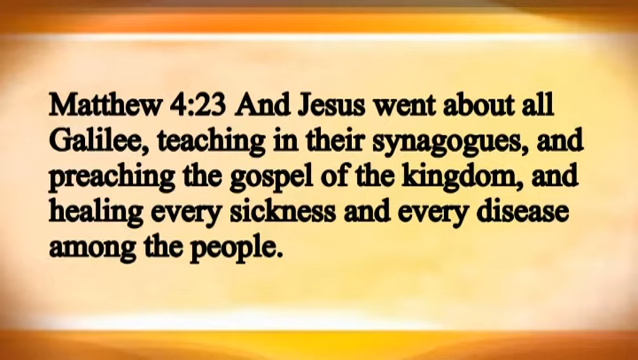 Matthew 4:23 And Jesus went about all
Galilee, teaching in their synagogues, and
preaching the gospel of the kingdom, and
healing every sickness and every disease
among the people.